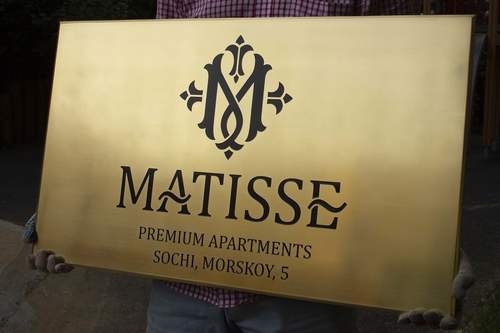 M
MATISSE
PREMIUM APARTMENTS
SOCHI, MORSKOY, 5